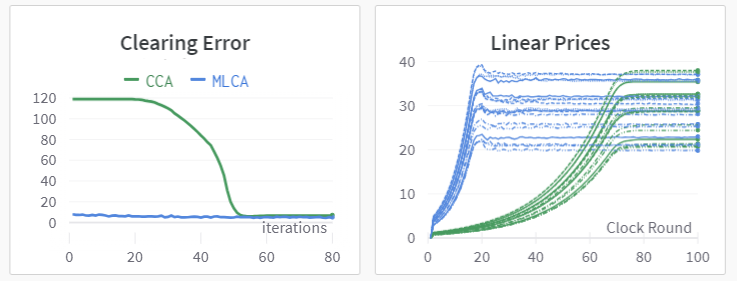 Clearing Error
CCA MLCA
120
100
80
60
40
20
0
iterations
0 20 40 60 80
Linear Prices
40
30
20
10
0
Clock Round
0 20 40 60 80 100